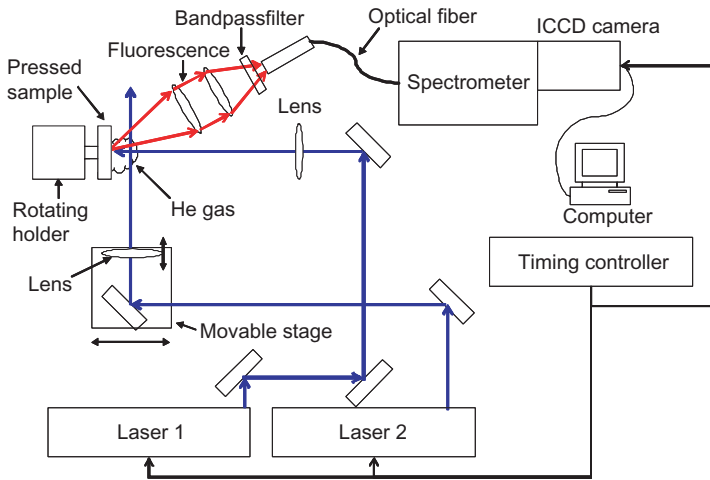 Bandpassfilter
Optical fiber
ICCD camera
Fluorescence
Pressed
sample
Spectrometer
Lens
Rotating
holder
He gas
Computer
Lens
Timing controller
Movable stage
Laser 1
Laser 2